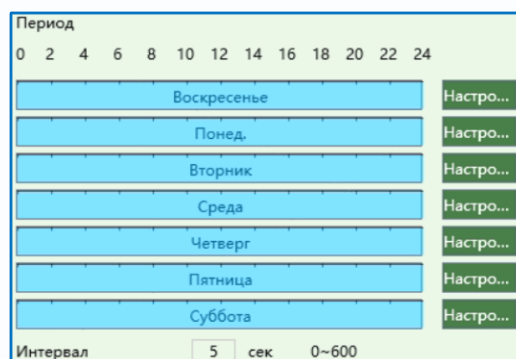 Период
0 2 4 6 8 10 12 14 16 18 20 22 24
Воскресенье Настро...
Понед. Настро...
Вторник Настро...
Среда Настро...
Четверг Настро...
Пятница Настро...
Суббота Настро...
Интервал 5 сек 0~600